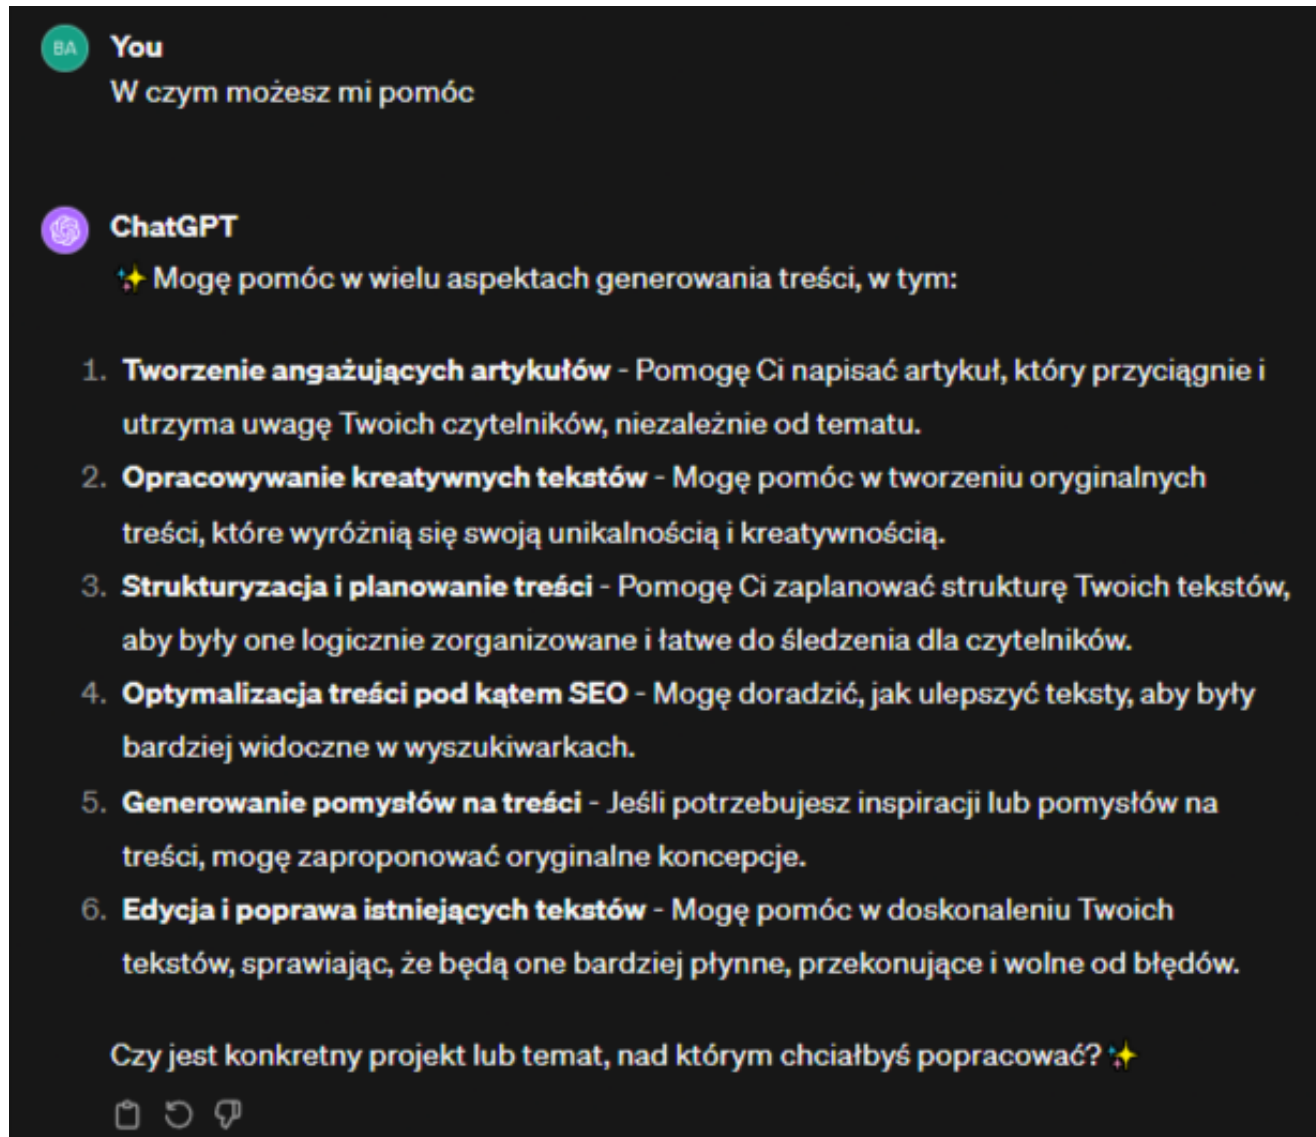 BA
You
W czym możesz mi pomóc
ChatGPT
✨ Mogę pomóc w wielu aspektach generowania treści, w tym:
1. Tworzenie angażujących artykułów - Pomogę Ci napisać artykuł, który przyciągnie i
utrzyma uwagę Twoich czytelników, niezależnie od tematu.
2. Opracowywanie kreatywnych tekstów - Mogę pomóc w tworzeniu oryginalnych
treści, które wyróżnią się swoją unikalnością i kreatywnością.
3. Strukturyzacja i planowanie treści - Pomogę Ci zaplanować strukturę Twoich tekstów,
aby były one logicznie zorganizowane i łatwe do śledzenia dla czytelników.
4. Optymalizacja treści pod kątem SEO - Mogę doradzić, jak ulepszyć teksty, aby były
bardziej widoczne w wyszukiwarkach.
5. Generowanie pomysłów na treści - Jeśli potrzebujesz inspiracji lub pomysłów na
treści, mogę zaproponować oryginalne koncepcje.
6. Edycja i poprawa istniejących tekstów - Mogę pomóc w doskonaleniu Twoich
tekstów, sprawiając, że będą one bardziej płynne, przekonujące i wolne od błędów.
Czy jest konkretny projekt lub temat, nad którym chciałbyś popracować? ✨